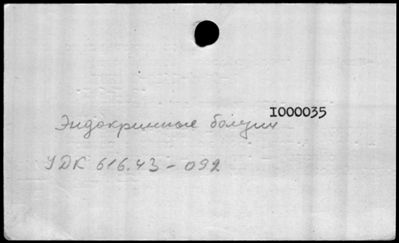 I000035
Эндокринные болезни
УДК 616.43-092